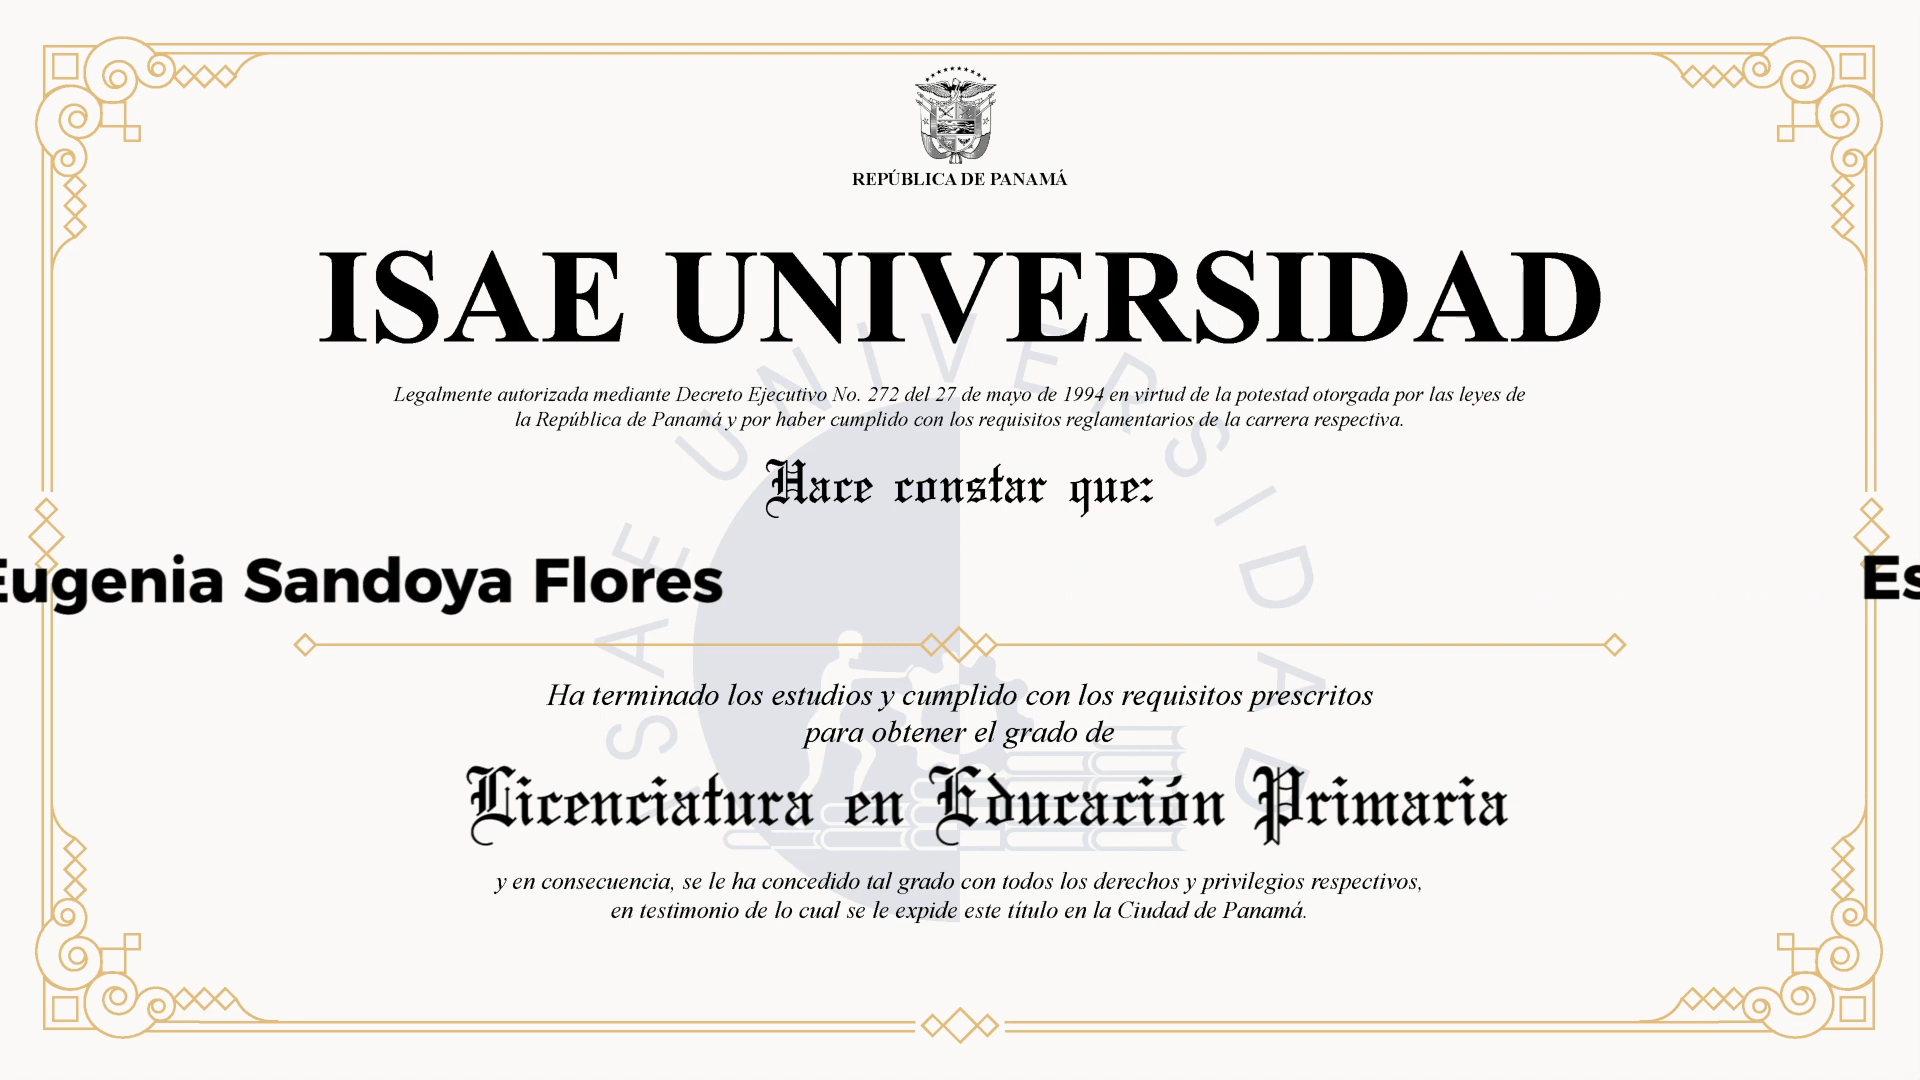 REPÚBLICA DE PANAMÁ
ISAE UNIVERSIDAD
Legalmente autorizada mediante Decreto Ejecutivo No. 272 del 27 de mayo de 1994 en virtud de la potestad otorgada por las leyes de
la República de Panamá y por haber cumplido con los requisitos reglamentarios de la carrera respectiva.
Hace constar que:
Eugenia Sandoya Flores Es
Ha terminado los estudios y cumplido con los requisitos prescritos
para obtener el grado de
Licenciatura en Educación Primaria
y en consecuencia, se le ha concedido tal grado con todos los derechos y privilegios respectivos,
en testimonio de lo cual se le expide este título en la Ciudad de Panamá.
ISAE UNIVERSIDAD